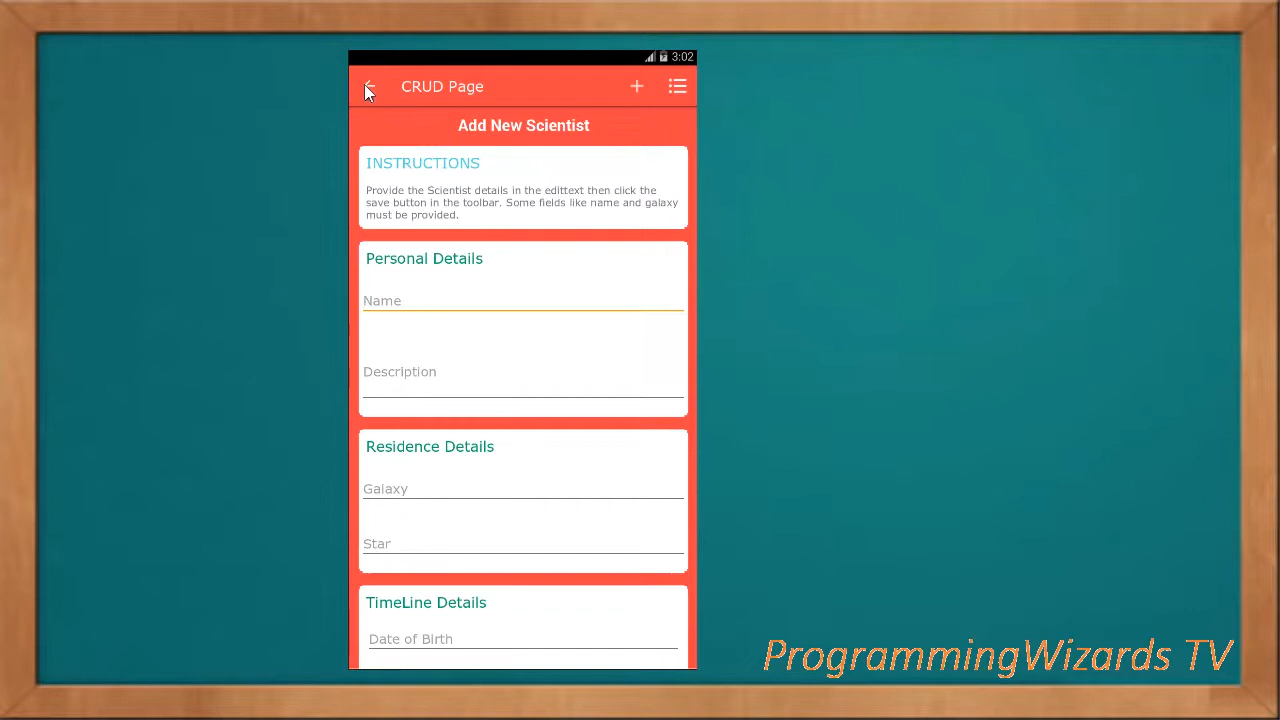 3:02
CRUD Page
Add New Scientist
INSTRUCTIONS
Provide the Scientist details in the edittext then click the
save button in the toolbar. Some fields like name and galaxy
must be provided.
Personal Details
Name
Description
Residence Details
Galaxy
Star
TimeLine Details
Date of Birth
ProgrammingWizards TV